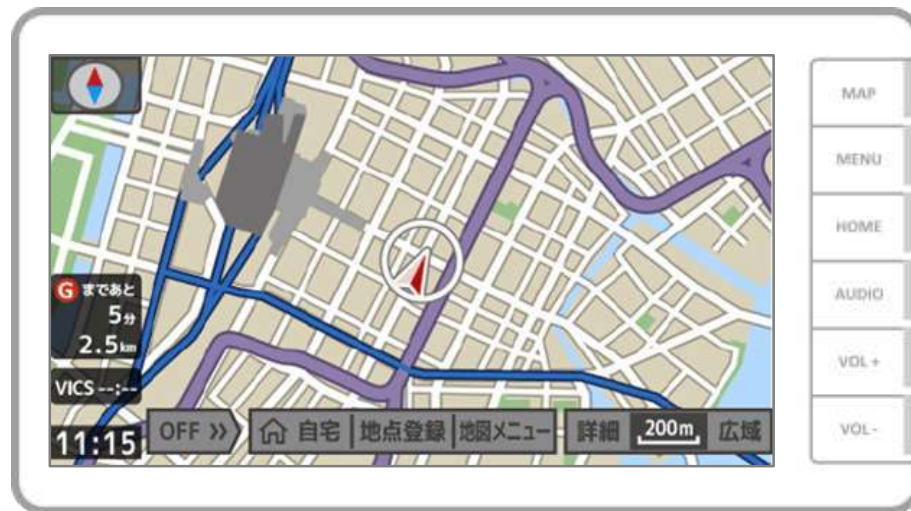 G まであと
5分
2.5km
VICS --:--
11:15
OFF »
自宅
地点登録
地図メニュー
詳細
200m
広域
MAP
MENU
HOME
AUDIO
VOL +
VOL -